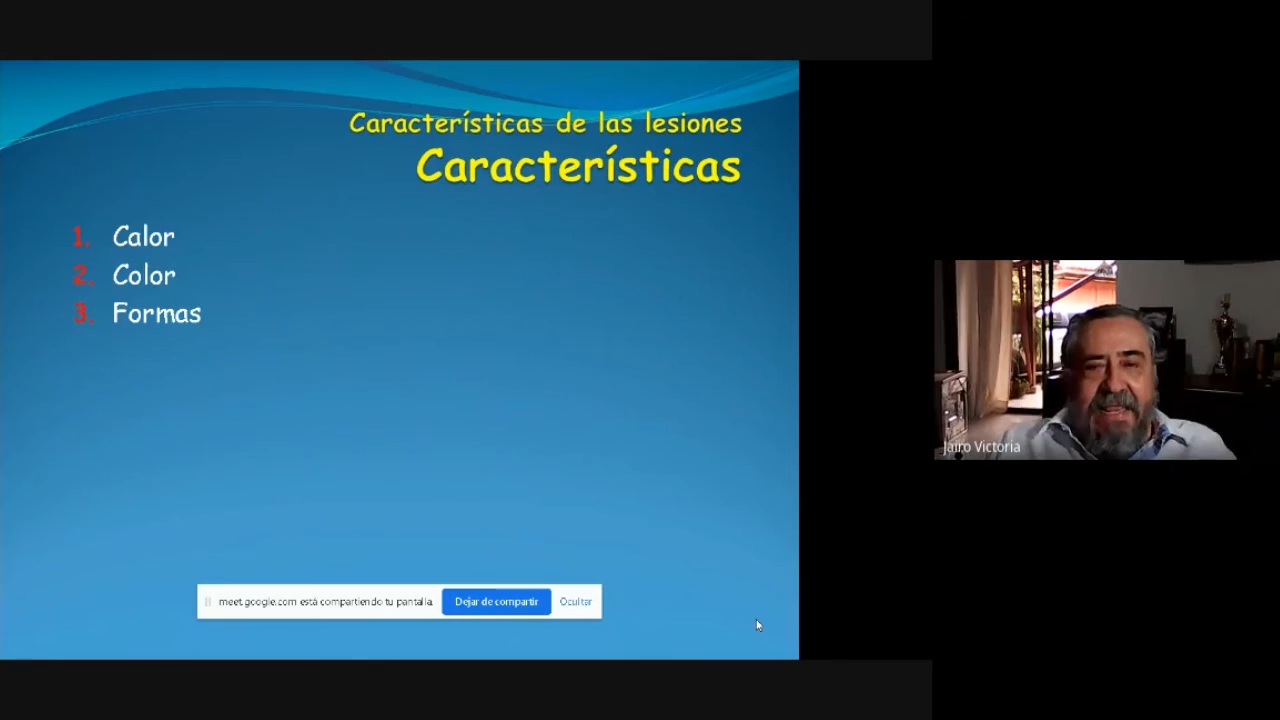 Características de las lesiones
Características
1. Calor
2. Color
3. Formas
meet.google.com está compartiendo tu pantalla.
Dejar de compartir
Ocultar
Jairo Victoria